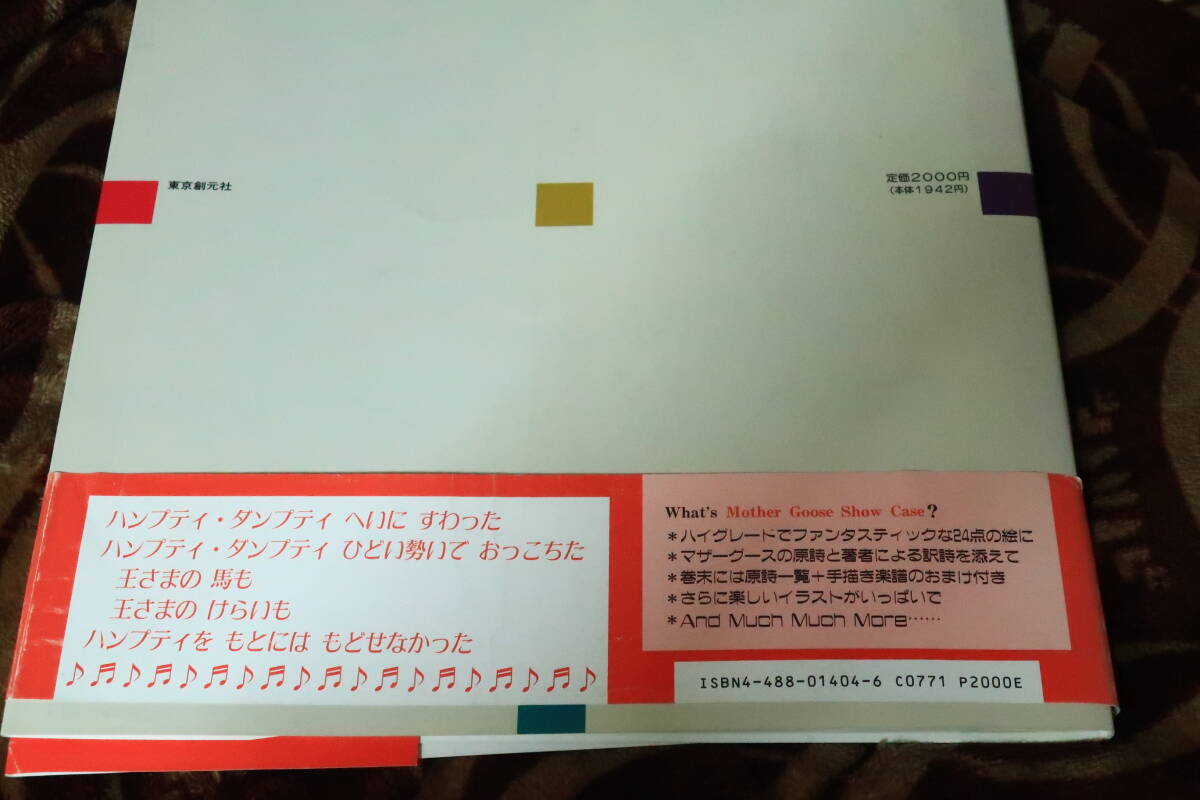 東京創元社
定価2000円
(本体1942円)
ハンプティ・ダンプティ へいに すわった
ハンプティ・ダンプティ ひどい勢いで おっこちた
王さまの 馬も
王さまの けらいも
ハンプティを もとには もどせなかった
What's Mother Goose Show Case?
*ハイグレードでファンタスティックな24点の絵に
*マザーグースの原詩と著者による訳詩を添えて
*巻末には原詩一覧+手描き楽譜のおまけ付き
*さらに楽しいイラストがいっぱいで
*And Much Much More……
ISBN4-488-01404-6 C0771 P2000E